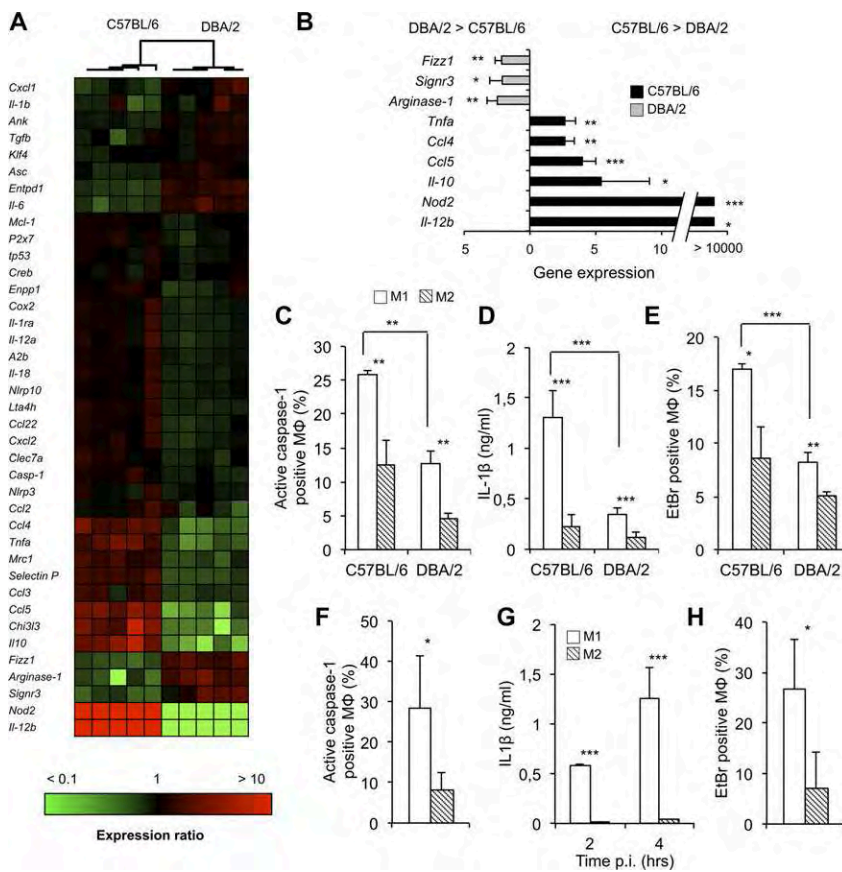 A
C57BL/6
DBA/2
Cxcl1
Il-1b
Ank
Tgfb
Klf4
Asc
Entpd1
Il-6
Mcl-1
P2x7
tp53
Creb
Enpp1
Cox2
Il-1ra
Il-12a
A2b
Il-18
Nlrp10
Lta4h
Ccl22
Cxcl2
Clec7a
Casp-1
Nlrp3
Ccl2
Ccl4
Tnfa
Mrc1
Selectin P
Ccl3
Ccl5
Chi3l3
Il10
Fizz1
Arginase-1
Signr3
Nod2
Il-12b
< 0.1
1
> 10
Expression ratio
B
DBA/2 > C57BL/6
C57BL/6 > DBA/2
Fizz1
**
Signr3
*
Arginase-1
**
Tnfa
**
Ccl4
**
Ccl5
***
Il-10
*
Nod2
***
Il-12b
*
C57BL/6
DBA/2
5
0
5
10
> 10000
Gene expression
M1
M2
C
Active caspase-1
positive MΦ (%)
30
25
20
15
10
5
0
**
**
**
C57BL/6
DBA/2
D
IL-1β (ng/ml)
2
1,5
1
0,5
0
***
***
***
C57BL/6
DBA/2
E
EtBr positive MΦ (%)
20
15
10
5
0
***
*
**
C57BL/6
DBA/2
F
Active caspase-1
positive MΦ (%)
50
40
30
20
10
0
*
G
M1
M2
IL1β (ng/ml)
2
1,5
1
0,5
0
***
***
2
4
Time p.i. (hrs)
H
EtBr positive MΦ (%)
40
30
20
10
0
*